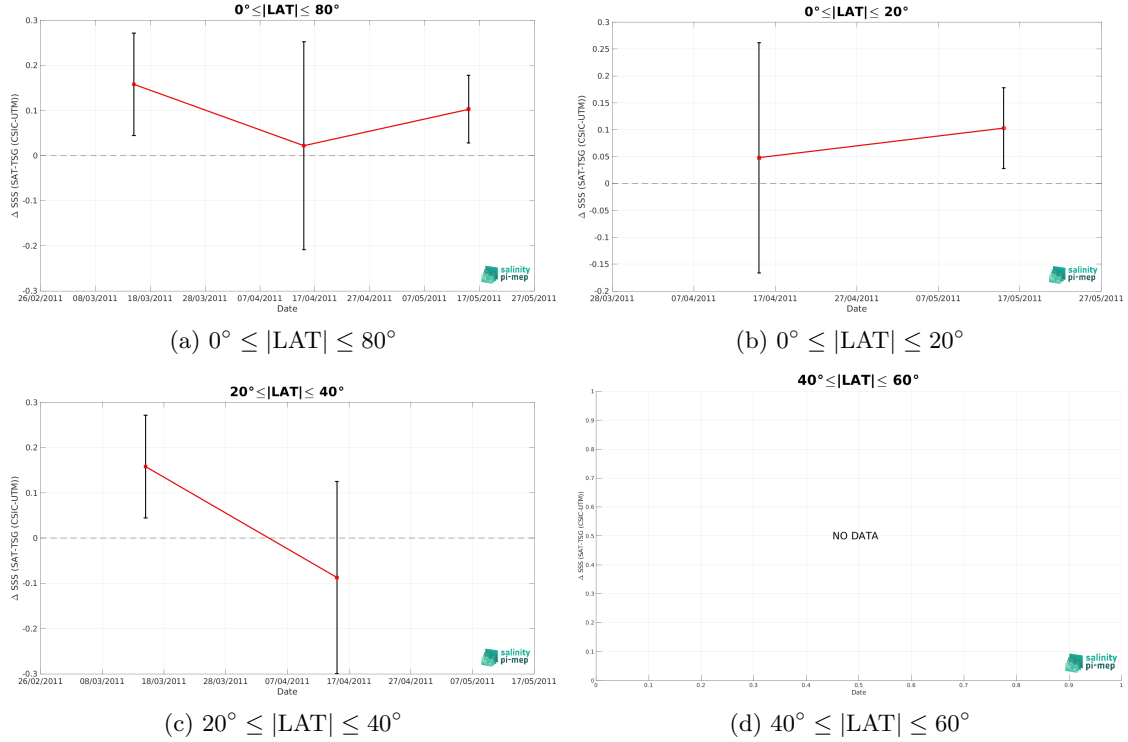 0°≤|LAT|≤ 80°
0.3
0.2
0.1
0
-0.1
-0.2
-0.3
Δ SSS (SAT-TSG (CSIC-UTM))
26/02/2011 08/03/2011 18/03/2011 28/03/2011 07/04/2011 17/04/2011 27/04/2011 07/05/2011 17/05/2011 27/05/2011
Date
salinity
pi-mep
(a) 0° ≤ |LAT| ≤ 80°
0°≤|LAT|≤ 20°
0.3
0.25
0.2
0.15
0.1
0.05
0
-0.05
-0.1
-0.15
-0.2
Δ SSS (SAT-TSG (CSIC-UTM))
28/03/2011 07/04/2011 17/04/2011 27/04/2011 07/05/2011 17/05/2011 27/05/2011
Date
salinity
pi-mep
(b) 0° ≤ |LAT| ≤ 20°
20°≤|LAT|≤ 40°
0.3
0.2
0.1
0
-0.1
-0.2
-0.3
Δ SSS (SAT-TSG (CSIC-UTM))
26/02/2011 08/03/2011 18/03/2011 28/03/2011 07/04/2011 17/04/2011 27/04/2011 07/05/2011 17/05/2011
Date
salinity
pi-mep
(c) 20° ≤ |LAT| ≤ 40°
40°≤|LAT|≤ 60°
1
0.9
0.8
0.7
0.6
0.5
0.4
0.3
0.2
0.1
0
Δ SSS (SAT-TSG (CSIC-UTM))
NO DATA
0 0.1 0.2 0.3 0.4 0.5 0.6 0.7 0.8 0.9 1
Date
salinity
pi-mep
(d) 40° ≤ |LAT| ≤ 60°